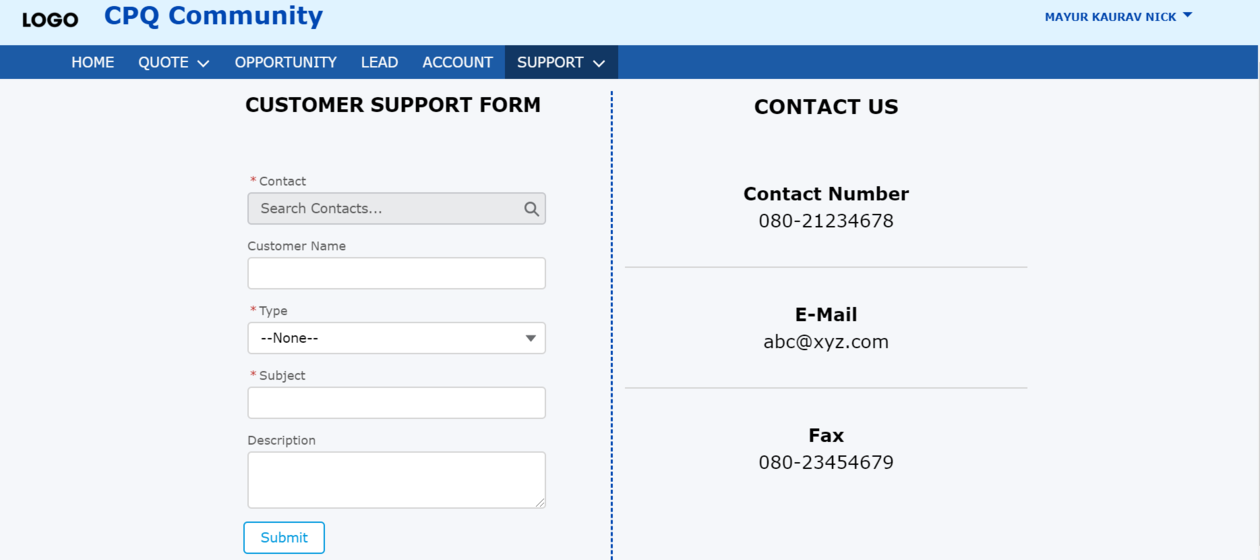 LOGO
CPQ Community
MAYUR KAURAV NICK
HOME QUOTE OPPORTUNITY LEAD ACCOUNT SUPPORT
CUSTOMER SUPPORT FORM
* Contact
Search Contacts...
Customer Name
* Type
--None--
* Subject
Description
Submit
CONTACT US
Contact Number
080-21234678
E-Mail
abc@xyz.com
Fax
080-23454679